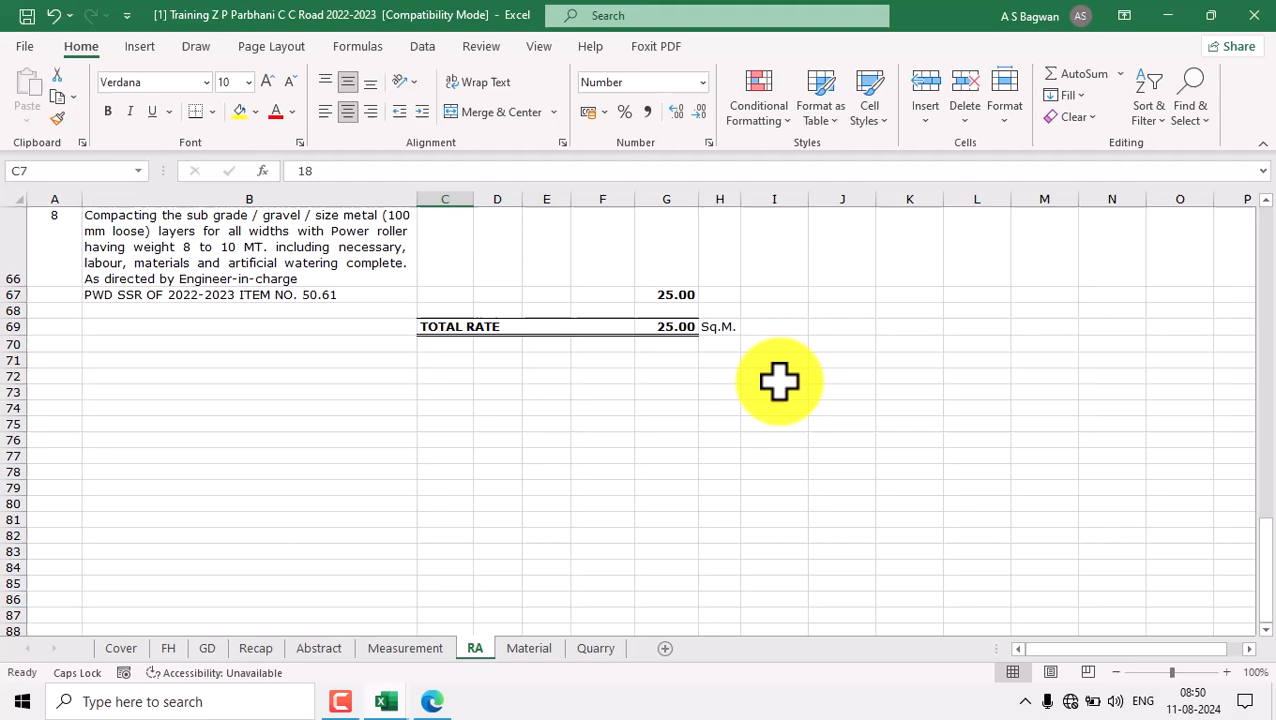 [1] Training Z P Parbhani C C Road 2022-2023 [Compatibility Mode] - Excel
Search
A S Bagwan
AS
File Home Insert Draw Page Layout Formulas Data Review View Help Foxit PDF
Share
Paste
Verdana 10
B I U
Wrap Text
Merge & Center
Number
Conditional Formatting
Format as Table
Cell Styles
Insert Delete Format
AutoSum
Fill
Clear
Sort & Filter
Find & Select
Clipboard Font Alignment Number Styles Cells Editing
C7 fx 18
A B C D E F G H I J K L M N O P
8 Compacting the sub grade / gravel / size metal (100
mm loose) layers for all widths with Power roller
having weight 8 to 10 MT. including necessary,
labour, materials and artificial watering complete.
66 As directed by Engineer-in-charge
67 PWD SSR OF 2022-2023 ITEM NO. 50.61 25.00
68
69 TOTAL RATE 25.00 Sq.M.
70
71
72
73
74
75
76
77
78
79
80
81
82
83
84
85
86
87
88
Cover FH GD Recap Abstract Measurement RA Material Quarry
Ready Caps Lock Accessibility: Unavailable 100%
Type here to search
ENG
08:50
11-08-2024